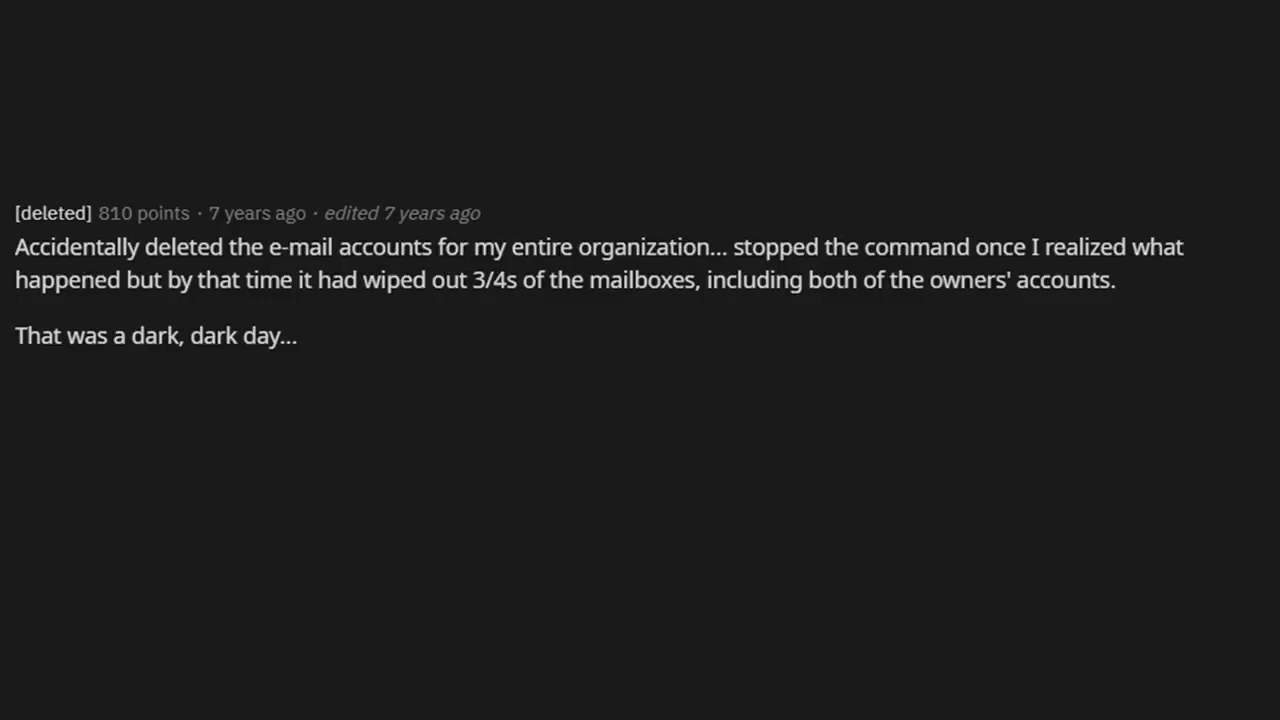 [deleted] 810 points · 7 years ago · edited 7 years ago
Accidentally deleted the e-mail accounts for my entire organization... stopped the command once I realized what
happened but by that time it had wiped out 3/4s of the mailboxes, including both of the owners' accounts.
That was a dark, dark day...